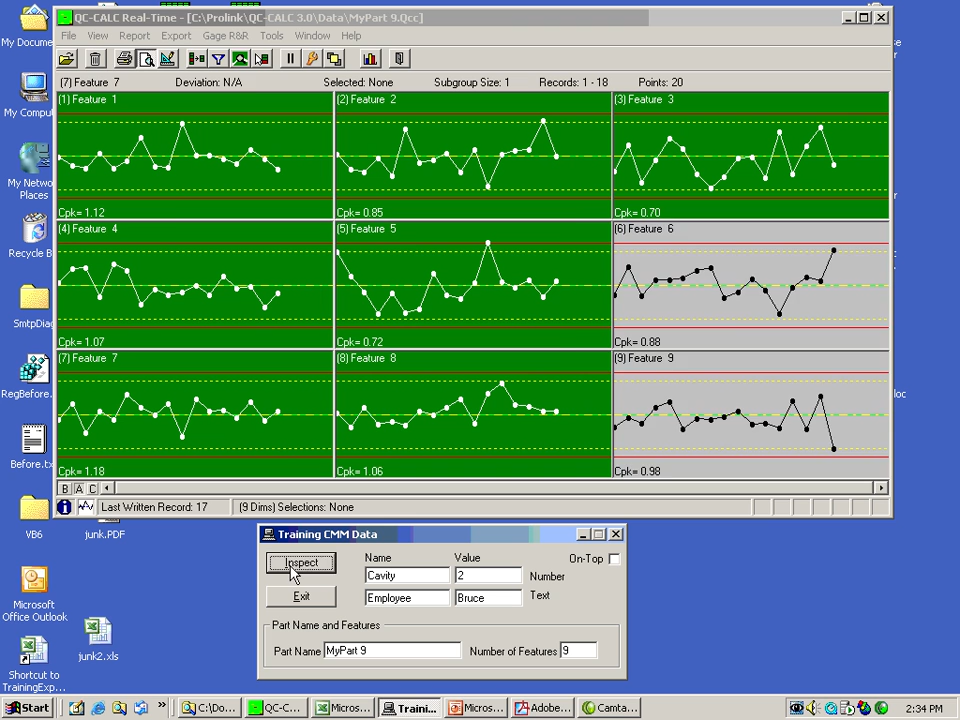 QC-CALC Real-Time - [C:\Prolink\QC-CALC 3.0\Data\MyPart 9.Qcc]
File View Report Export Gage R&R Tools Window Help
(7) Feature 7 Deviation: N/A Selected: None Subgroup Size: 1 Records: 1 - 18 Points: 20
(1) Feature 1
(2) Feature 2
(3) Feature 3
Cpk= 1.12
Cpk= 0.85
Cpk= 0.70
(4) Feature 4
(5) Feature 5
(6) Feature 6
Cpk= 1.07
Cpk= 0.72
Cpk= 0.88
(7) Feature 7
(8) Feature 8
(9) Feature 9
Cpk= 1.18
Cpk= 1.06
Cpk= 0.98
B A C
Last Written Record: 17 (9 Dims) Selections: None
My Docume
My Compu
My Netwo
Places
Recycle B
SmtpDiag
RegBefore.
Before.tx
VB6
junk.PDF
Microsoft
Office Outlook
junk2.xls
Shortcut to
TrainingExp...
loc
Training CMM Data
Inspect
Exit
Name Value On-Top
Cavity 2 Number
Employee Bruce Text
Part Name and Features
Part Name MyPart 9 Number of Features 9
Start C:\Do... QC-C... Micros... Traini... Micros... Adobe... Camta... 2:34 PM